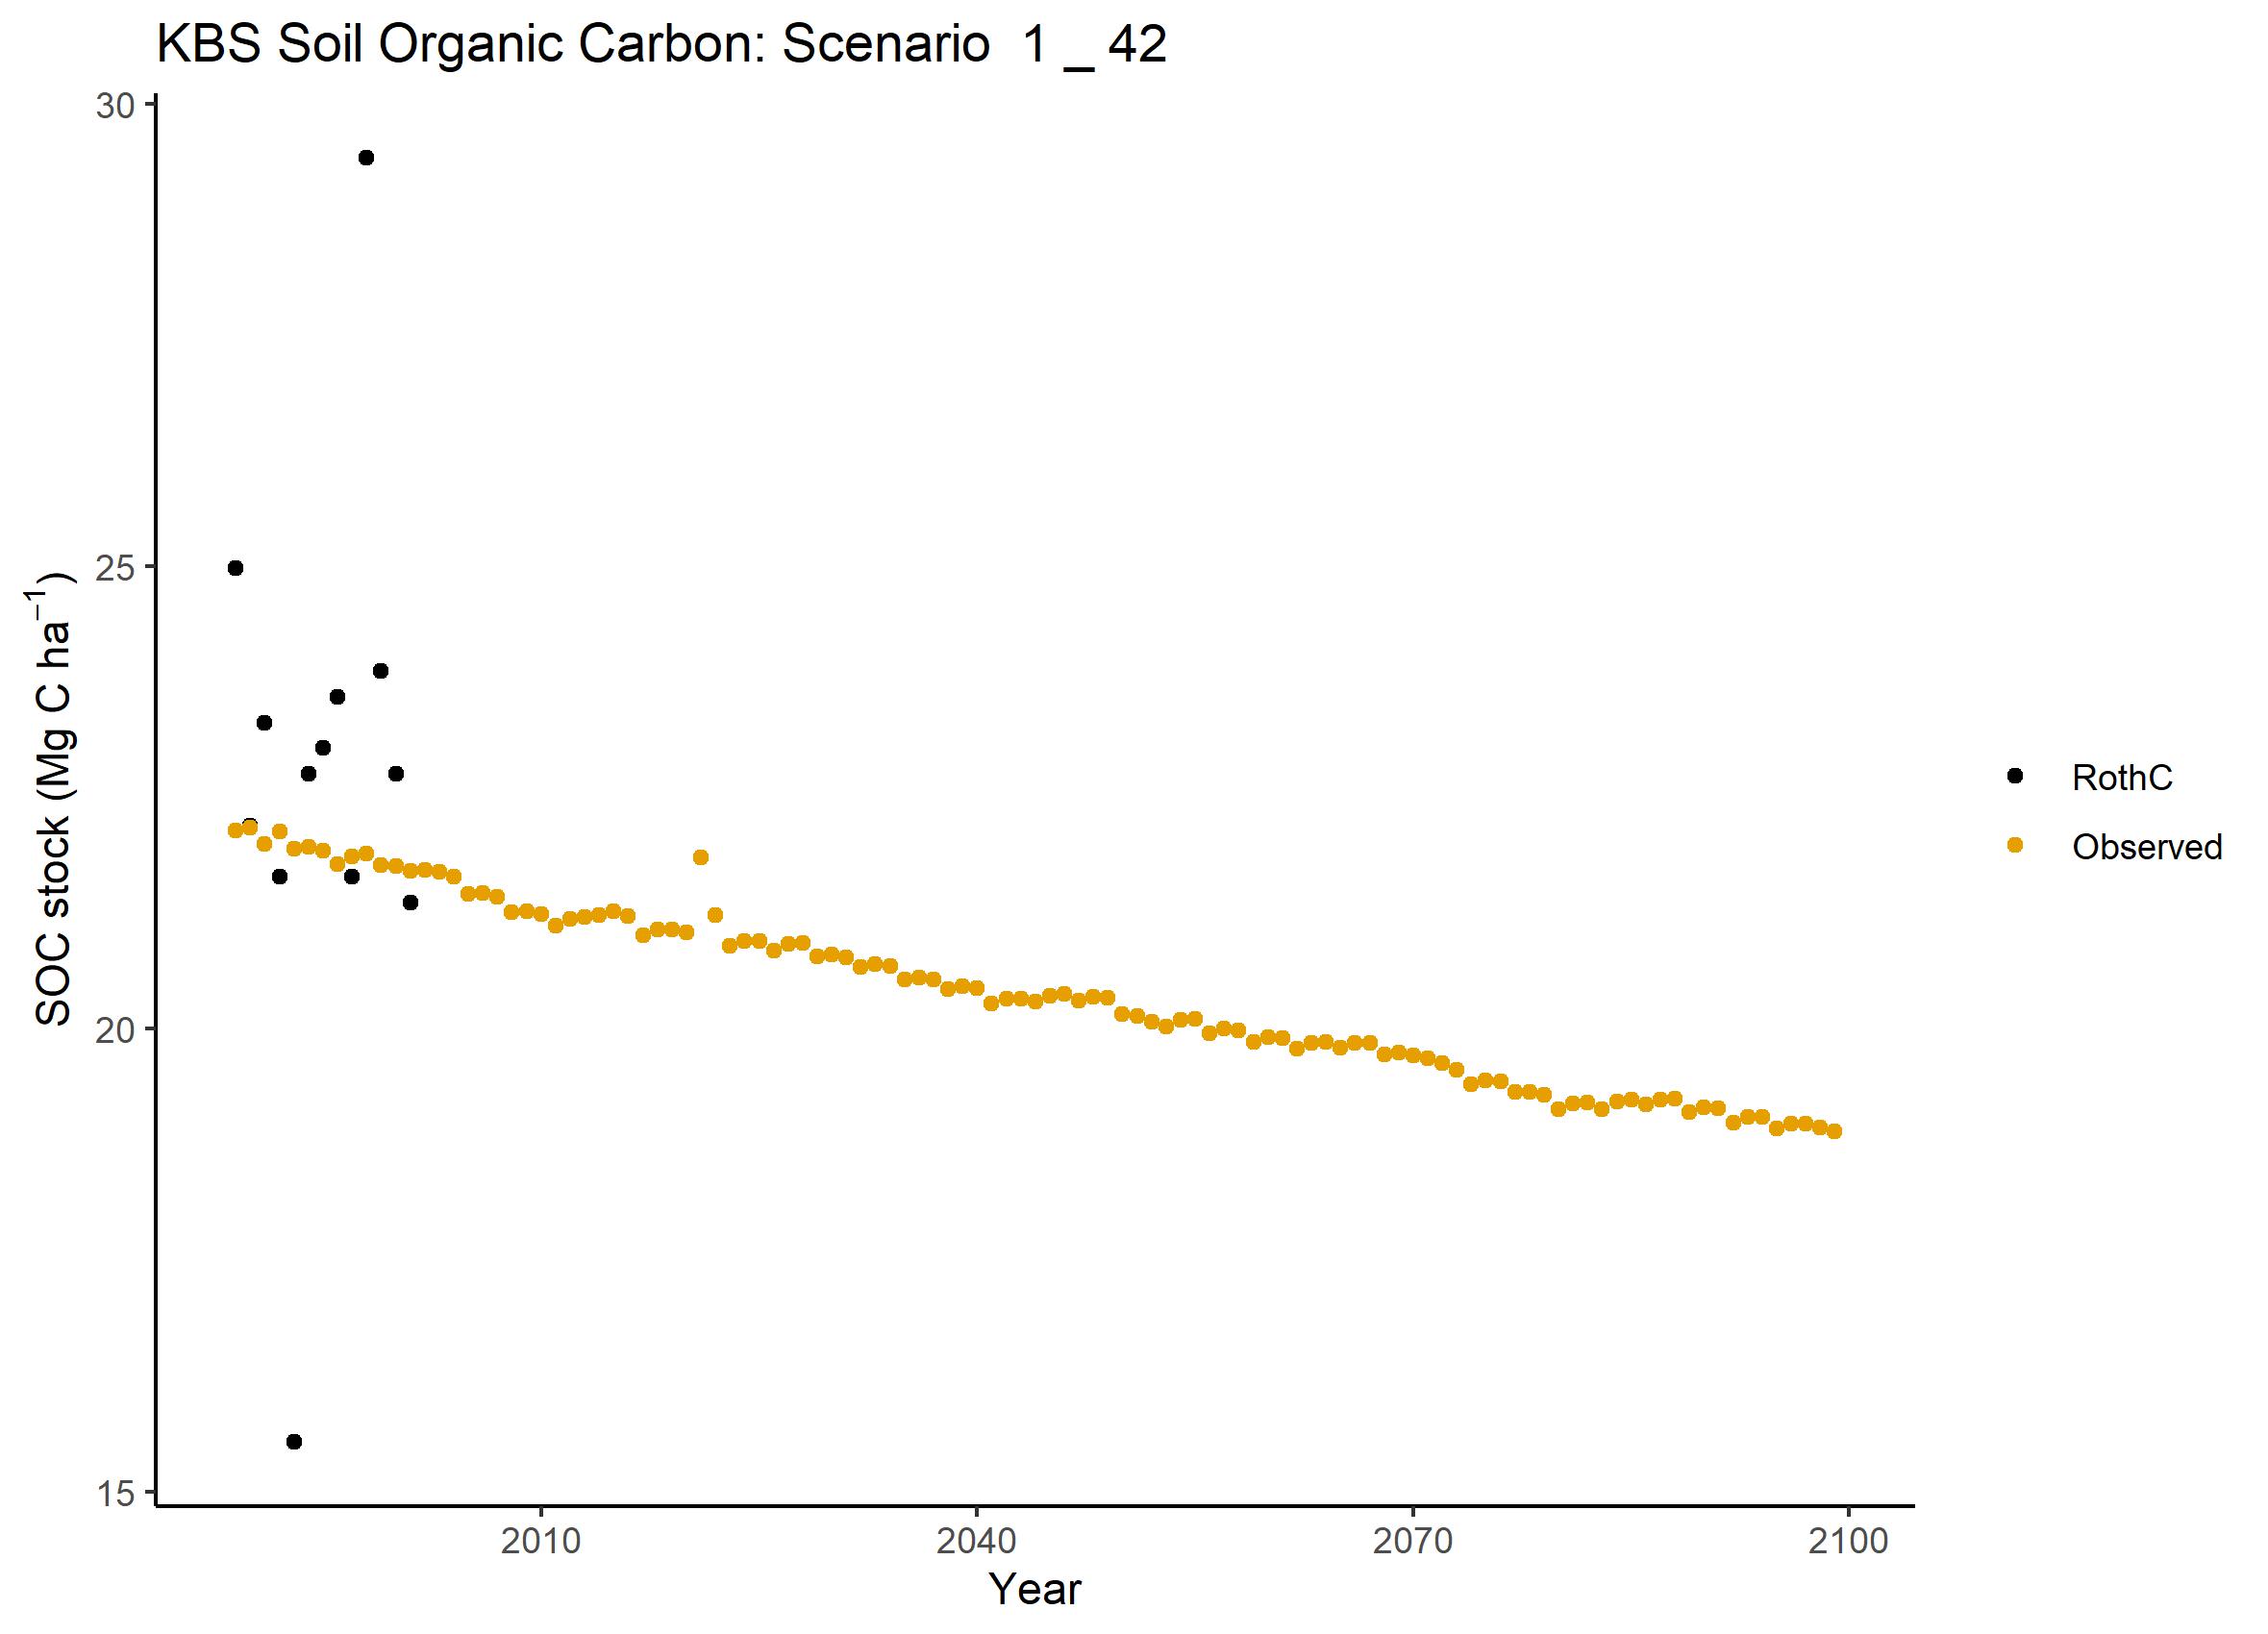 KBS Soil Organic Carbon: Scenario  1 _ 42
30
25
20
15
SOC stock (Mg C ha⁻¹)
2010 2040 2070 2100
Year
RothC
Observed